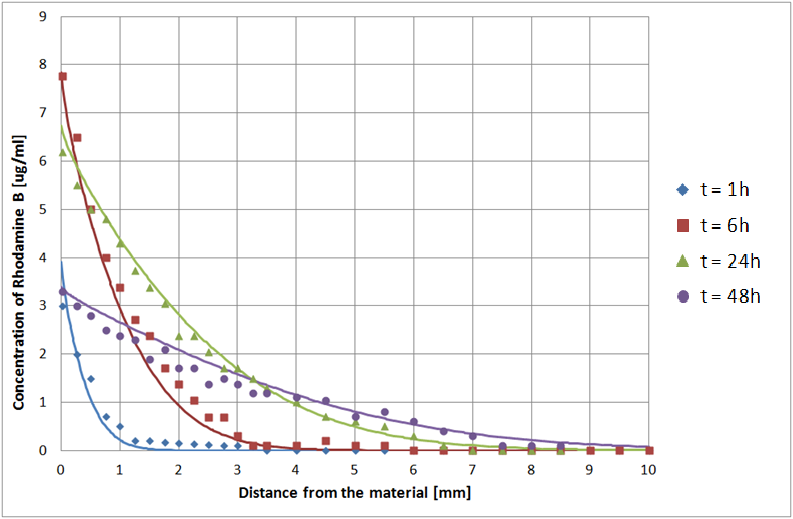 9
8
7
6
5
4
3
2
1
0
0 1 2 3 4 5 6 7 8 9 10
Concentration of Rhodamine B [ug/ml]
Distance from the material [mm]
t = 1h
t = 6h
t = 24h
t = 48h